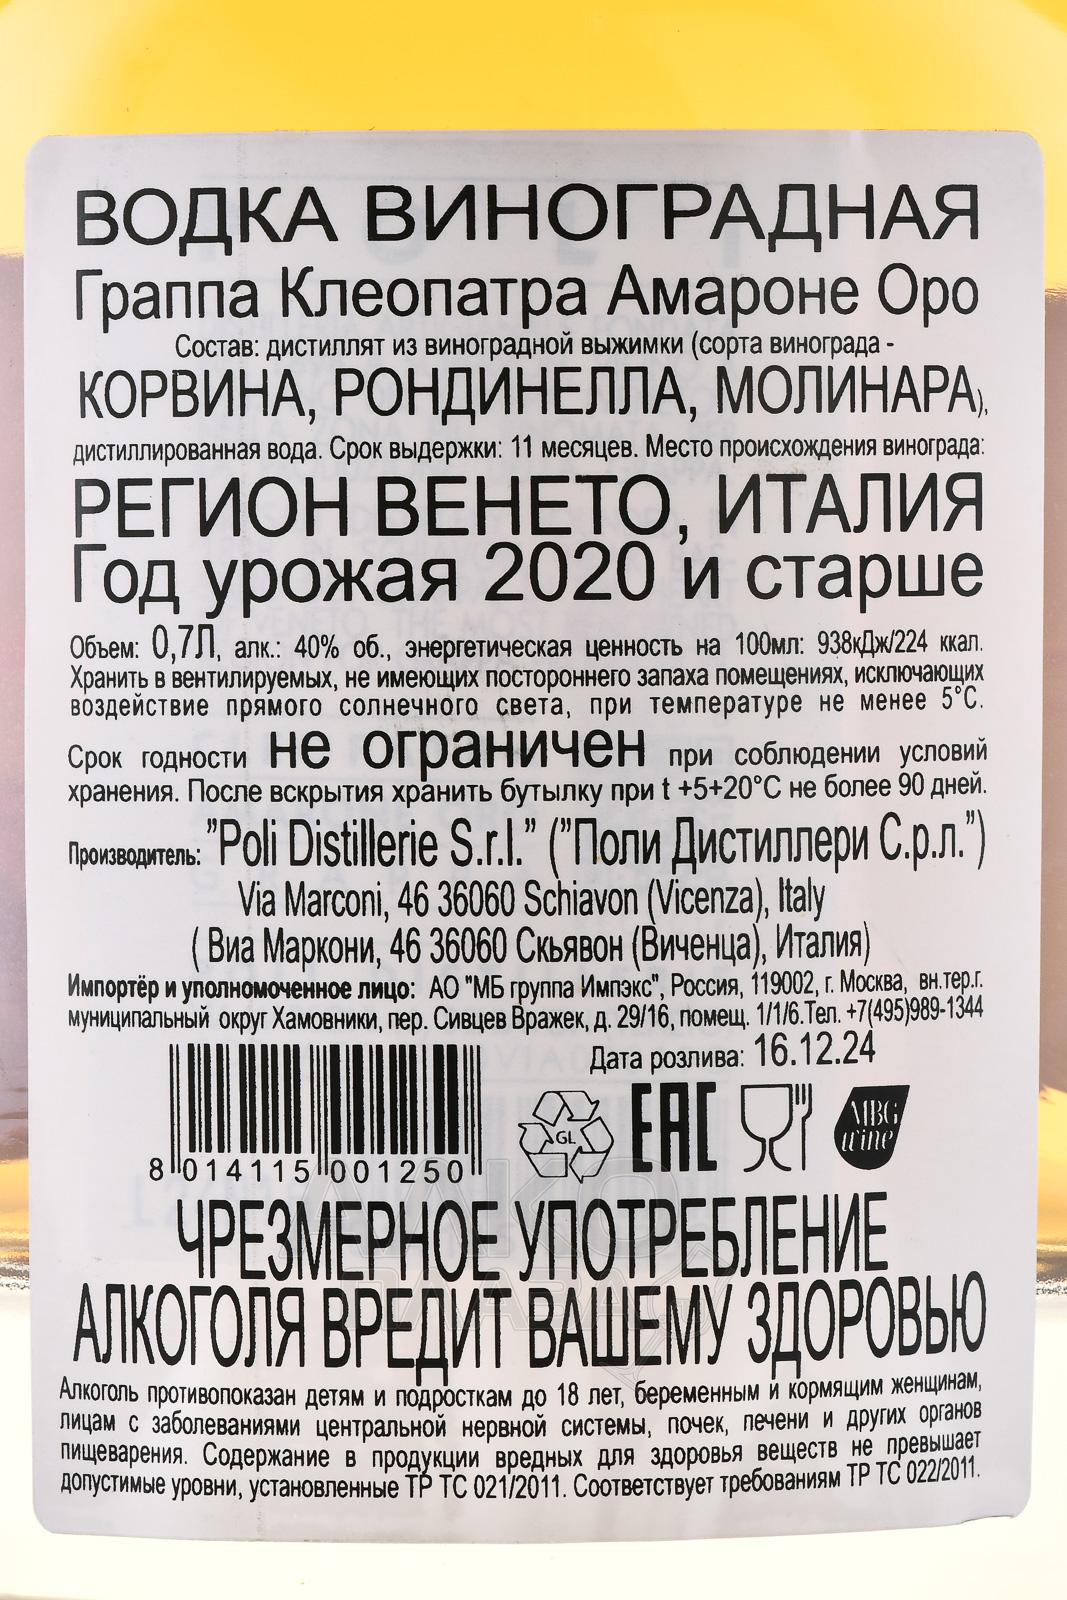 ВОДКА ВИНОГРАДНАЯ
Граппа Клеопатра Амароне Оро
Состав: дистиллят из виноградной выжимки (сорта винограда -
КОРВИНА, РОНДИНЕЛЛА, МОЛИНАРА),
дистиллированная вода. Срок выдержки: 11 месяцев. Место происхождения винограда:
РЕГИОН ВЕНЕТО, ИТАЛИЯ
Год урожая 2020 и старше
Объем: 0,7Л, алк.: 40% об., энергетическая ценность на 100мл: 938кДж/224 ккал.
Хранить в вентилируемых, не имеющих постороннего запаха помещениях, исключающих
воздействие прямого солнечного света, при температуре не менее 5°С.
Срок годности не ограничен при соблюдении условий
хранения. После вскрытия хранить бутылку при t +5+20°С не более 90 дней.
Производитель: "Poli Distillerie S.r.l." ("Поли Дистиллери С.р.л.")
Via Marconi, 46 36060 Schiavon (Vicenza), Italy
( Виа Маркони, 46 36060 Скьявон (Виченца), Италия)
Импортёр и уполномоченное лицо: АО "МБ группа Импэкс", Россия, 119002, г. Москва, вн.тер.г.
муниципальный округ Хамовники, пер. Сивцев Вражек, д. 29/16, помещ. 1/1/6.Тел. +7(495)989-1344
Дата розлива: 16.12.24
GL
EAC
MBG
wine
8 014115 001250
ЧРЕЗМЕРНОЕ УПОТРЕБЛЕНИЕ
АЛКОГОЛЯ ВРЕДИТ ВАШЕМУ ЗДОРОВЬЮ
Алкоголь противопоказан детям и подросткам до 18 лет, беременным и кормящим женщинам,
лицам с заболеваниями центральной нервной системы, почек, печени и других органов
пищеварения. Содержание в продукции вредных для здоровья веществ не превышает
допустимые уровни, установленные ТР ТС 021/2011. Соответствует требованиям ТР ТС 022/2011.